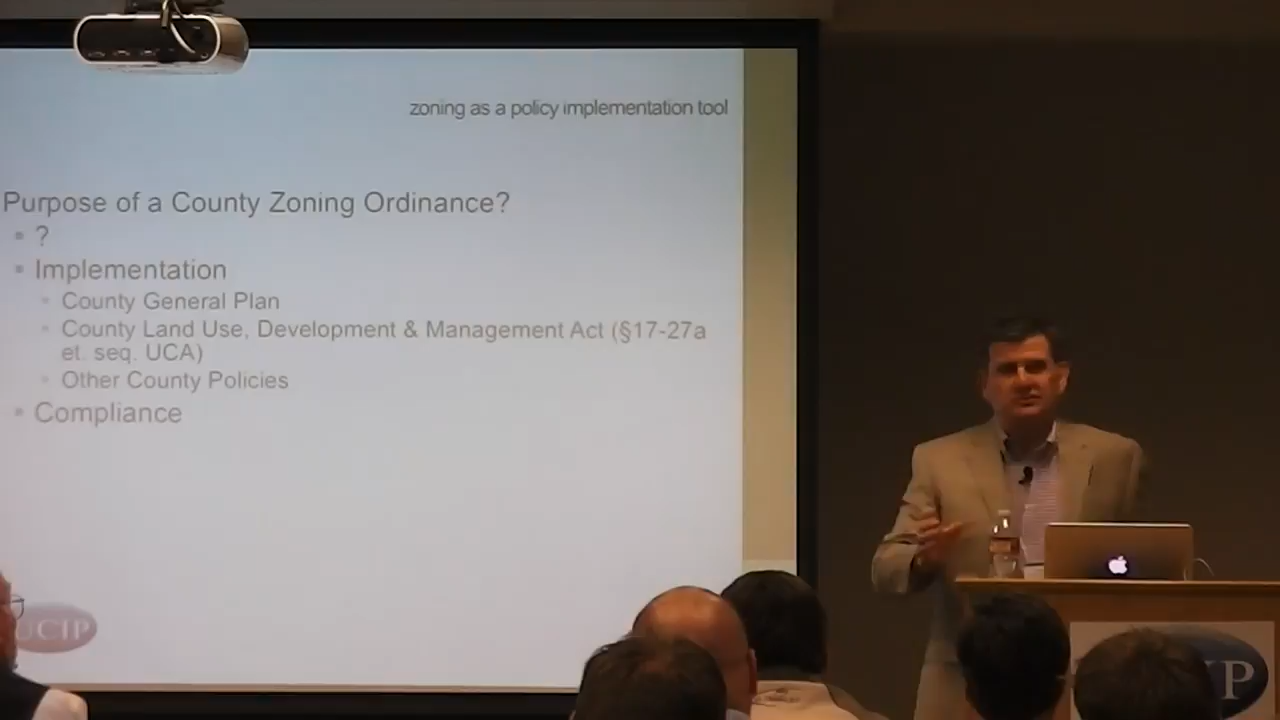 zoning as a policy implementation tool
Purpose of a County Zoning Ordinance?
?
Implementation
County General Plan
County Land Use, Development & Management Act (§17-27a
et. seq. UCA)
Other County Policies
Compliance
UCIP
IP